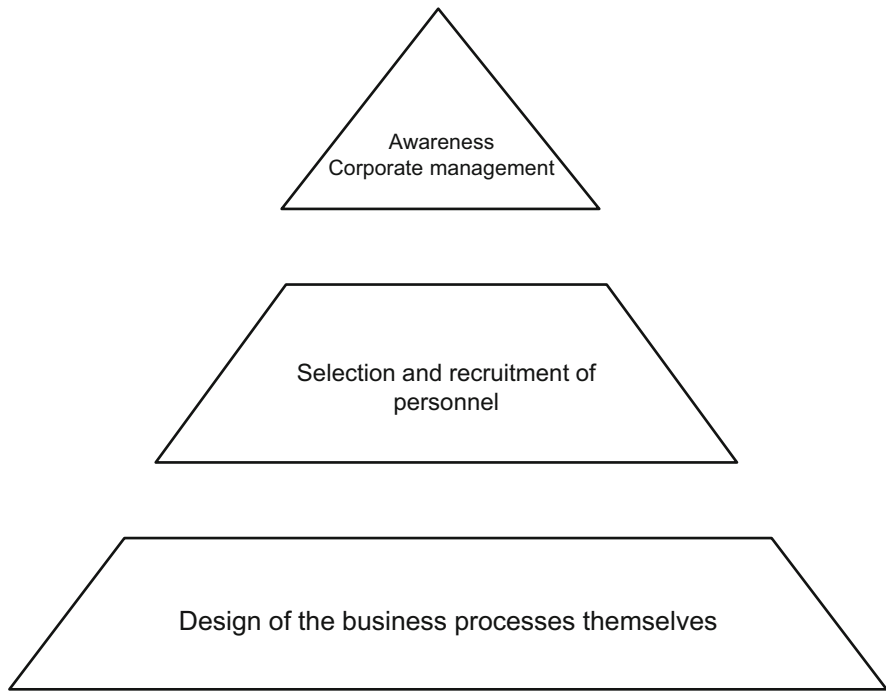 Awareness
Corporate management
Selection and recruitment of
personnel
Design of the business processes themselves